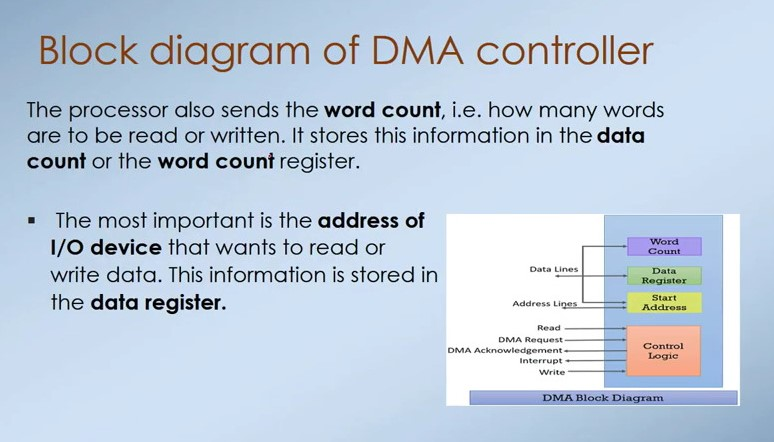 Block diagram of DMA controller
The processor also sends the word count, i.e. how many words
are to be read or written. It stores this information in the data
count or the word count register.
▪ The most important is the address of
I/O device that wants to read or
write data. This information is stored in
the data register.
Word
Count
Data Lines
Data
Register
Address Lines
Start
Address
Read
DMA Request
DMA Acknowledgement
Interrupt
Write
Control
Logic
DMA Block Diagram